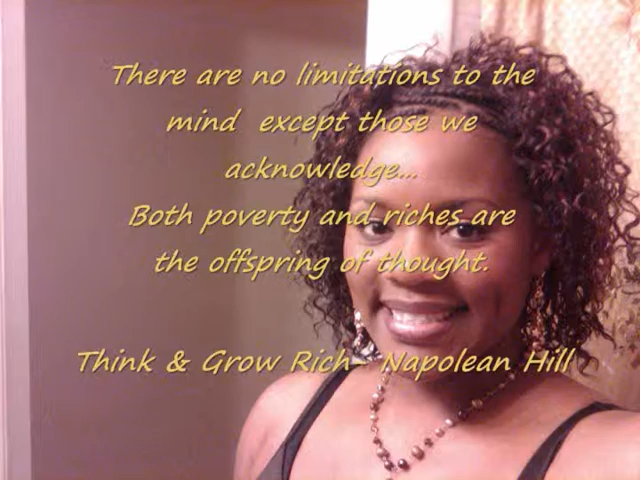 There are no limitations to the
mind except those we
acknowledge...
Both poverty and riches are
the offspring of thought.
Think & Grow Rich- Napolean Hill